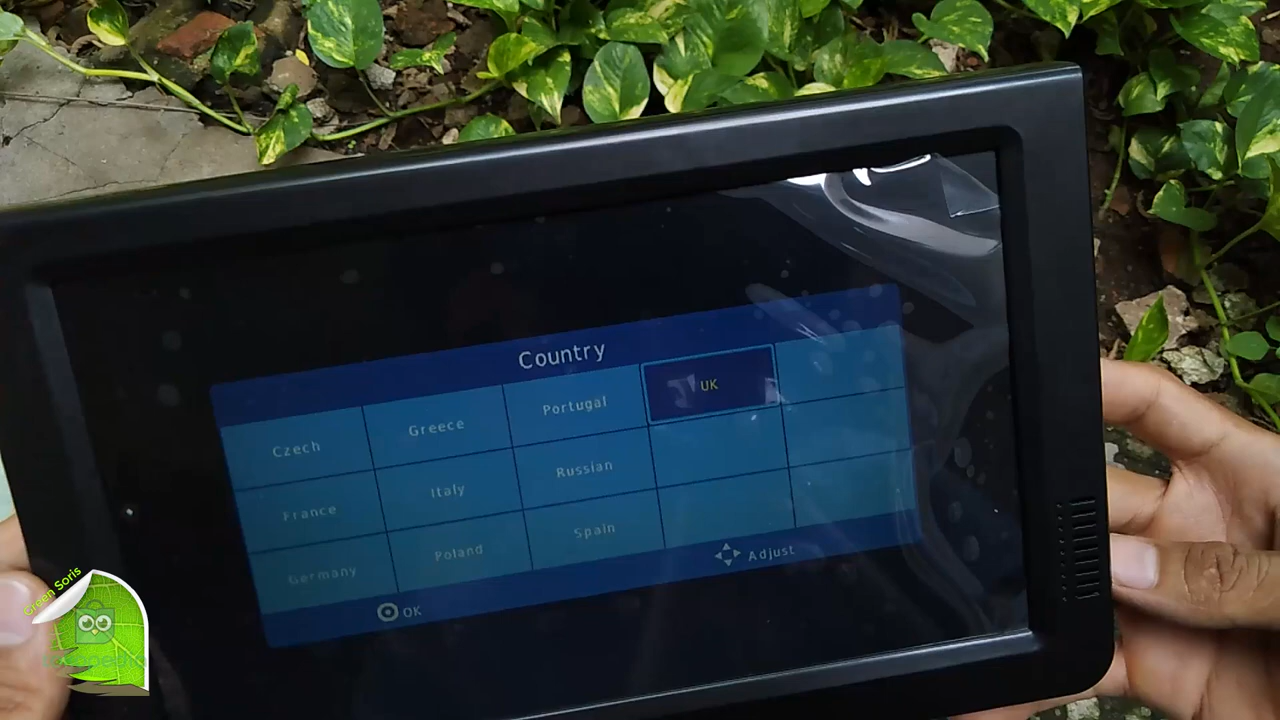 Country
Czech Greece Portugal UK
France Italy Russian
Germany Poland Spain
OK Adjust
Green Soris